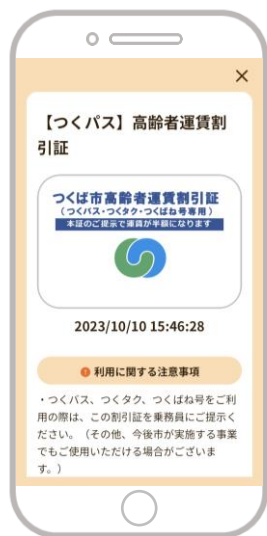 ×
【つくパス】高齢者運賃割
引証
つくば市高齢者運賃割引証
（つくバス・つくタク・つくばね号専用）
本証のご提示で運賃が半額になります
2023/10/10 15:46:28
利用に関する注意事項
・つくバス、つくタク、つくばね号をご利
用の際は、この割引証を乗務員にご提示く
ださい。（その他、今後市が実施する事業
でもご使用いただける場合がございま
す。）